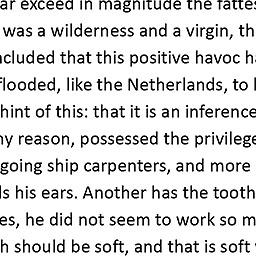 ar exceed in magnitude the fattes
was a wilderness and a virgin, th
ncluded that this positive havoc h
flooded, like the Netherlands, to
hint of this: that it is an inference
ny reason, possessed the privilege
going ship carpenters, and more
ls his ears. Another has the tooth
es, he did not seem to work so m
h should be soft, and that is soft